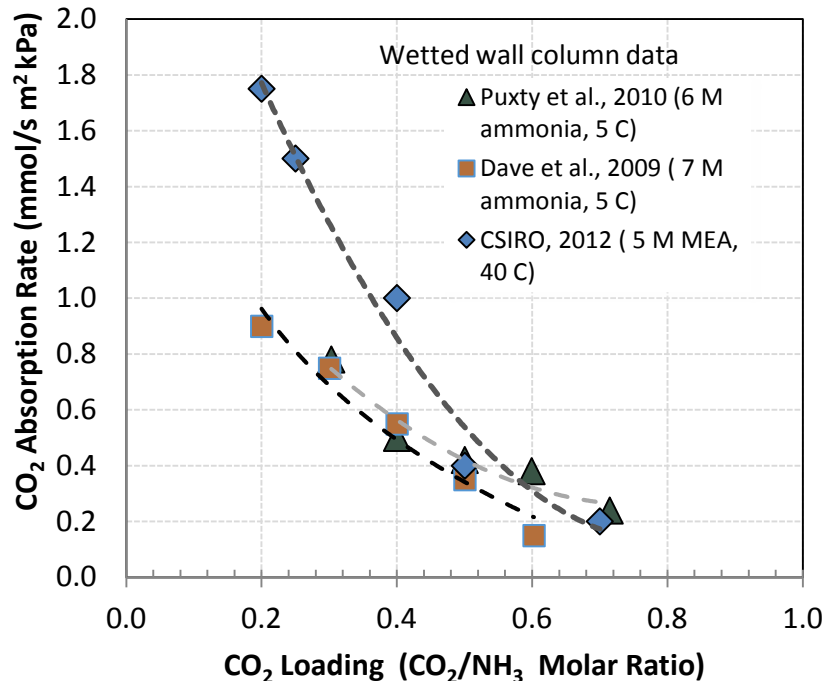 Wetted wall column data
Puxty et al., 2010 (6 M
ammonia, 5 C)
Dave et al., 2009 ( 7 M
ammonia, 5 C)
CSIRO, 2012 ( 5 M MEA,
40 C)
CO₂ Absorption Rate (mmol/s m² kPa)
2.0
1.8
1.6
1.4
1.2
1.0
0.8
0.6
0.4
0.2
0.0
0.0 0.2 0.4 0.6 0.8 1.0
CO₂ Loading (CO₂/NH₃ Molar Ratio)